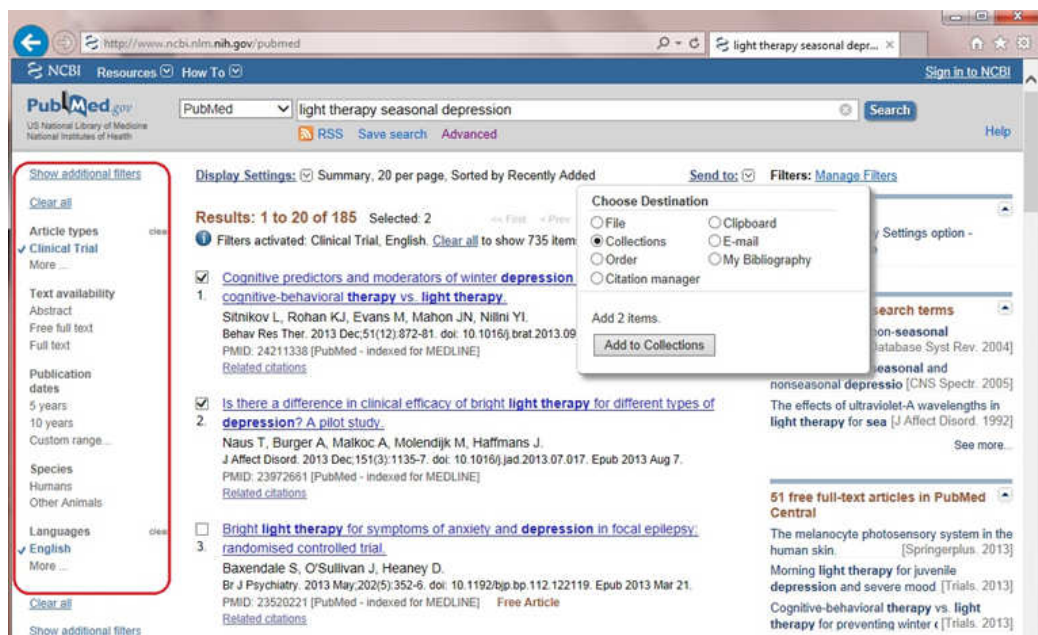 http://www.ncbi.nlm.nih.gov/pubmed
light therapy seasonal depr...
NCBI Resources How To
Sign in to NCBI
PubMed.gov
US National Library of Medicine
National Institutes of Health
PubMed
light therapy seasonal depression
Search
RSS Save search Advanced
Help
Show additional filters
Clear all
Article types clear
Clinical Trial
More ...
Text availability
Abstract
Free full text
Full text
Publication
dates
5 years
10 years
Custom range...
Species
Humans
Other Animals
Languages clear
English
More ...
Clear all
Show additional filters
Display Settings: Summary, 20 per page, Sorted by Recently Added
Send to:
Results: 1 to 20 of 185 Selected: 2
<< First < Prev
Filters activated: Clinical Trial, English. Clear all to show 735 item
Cognitive predictors and moderators of winter depression
1. cognitive-behavioral therapy vs. light therapy.
Sitnikov L, Rohan KJ, Evans M, Mahon JN, Nillni YI.
Behav Res Ther. 2013 Dec;51(12):872-81. doi: 10.1016/j.brat.2013.09
PMID: 24211338 [PubMed - indexed for MEDLINE]
Related citations
Is there a difference in clinical efficacy of bright light therapy for different types of
2. depression? A pilot study.
Naus T, Burger A, Malkoc A, Molendijk M, Haffmans J.
J Affect Disord. 2013 Dec;151(3):1135-7. doi: 10.1016/j.jad.2013.07.017. Epub 2013 Aug 7.
PMID: 23972661 [PubMed - indexed for MEDLINE]
Related citations
Bright light therapy for symptoms of anxiety and depression in focal epilepsy:
3. randomised controlled trial.
Baxendale S, O'Sullivan J, Heaney D.
Br J Psychiatry. 2013 May;202(5):352-6. doi: 10.1192/bjp.bp.112.122119. Epub 2013 Mar 21.
PMID: 23520221 [PubMed - indexed for MEDLINE] Free Article
Related citations
Choose Destination
File Clipboard
Collections E-mail
Order My Bibliography
Citation manager
Add 2 items.
Add to Collections
Filters: Manage Filters
Settings option -
search terms
on-seasonal
Database Syst Rev. 2004]
seasonal and
nonseasonal depressio [CNS Spectr. 2005]
The effects of ultraviolet-A wavelengths in
light therapy for sea [J Affect Disord. 1992]
See more...
51 free full-text articles in PubMed
Central
The melanocyte photosensory system in the
human skin. [Springerplus. 2013]
Morning light therapy for juvenile
depression and severe mood [Trials. 2013]
Cognitive-behavioral therapy vs. light
therapy for preventing winter [Trials. 2013]